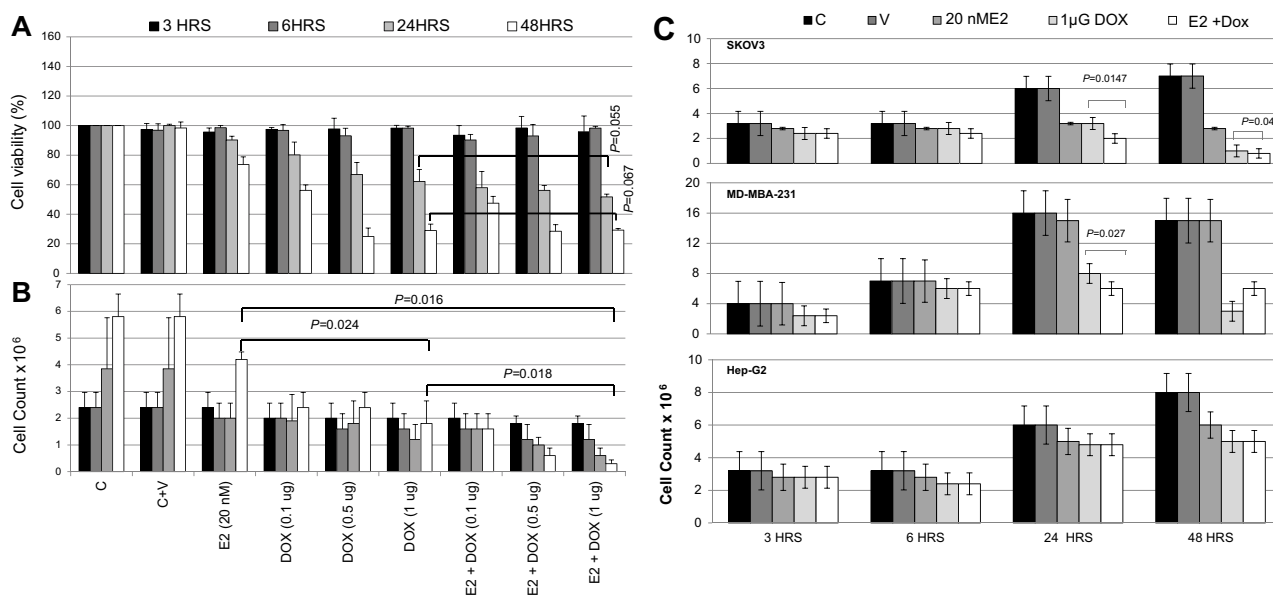 A
3 HRS 6HRS 24HRS 48HRS
160
140
120
100
80
60
40
20
0
Cell viability (%)
P=0.055
P=0.067
B
7
6
5
4
3
2
1
0
Cell Count x10⁶
P=0.016
P=0.024
P=0.018
C
C+V
E2 (20 nM)
DOX (0.1 ug)
DOX (0.5 ug)
DOX (1 ug)
E2 + DOX (0.1 ug)
E2 + DOX (0.5 ug)
E2 + DOX (1 ug)
C
C V 20 nME2 1µG DOX E2 +Dox
SKOV3
10
8
6
4
2
0
P=0.0147
P=0.04
MD-MBA-231
20
16
12
8
4
0
P=0.027
Hep-G2
10
8
6
4
2
0
Cell Count x 10⁶
3 HRS 6 HRS 24 HRS 48 HRS